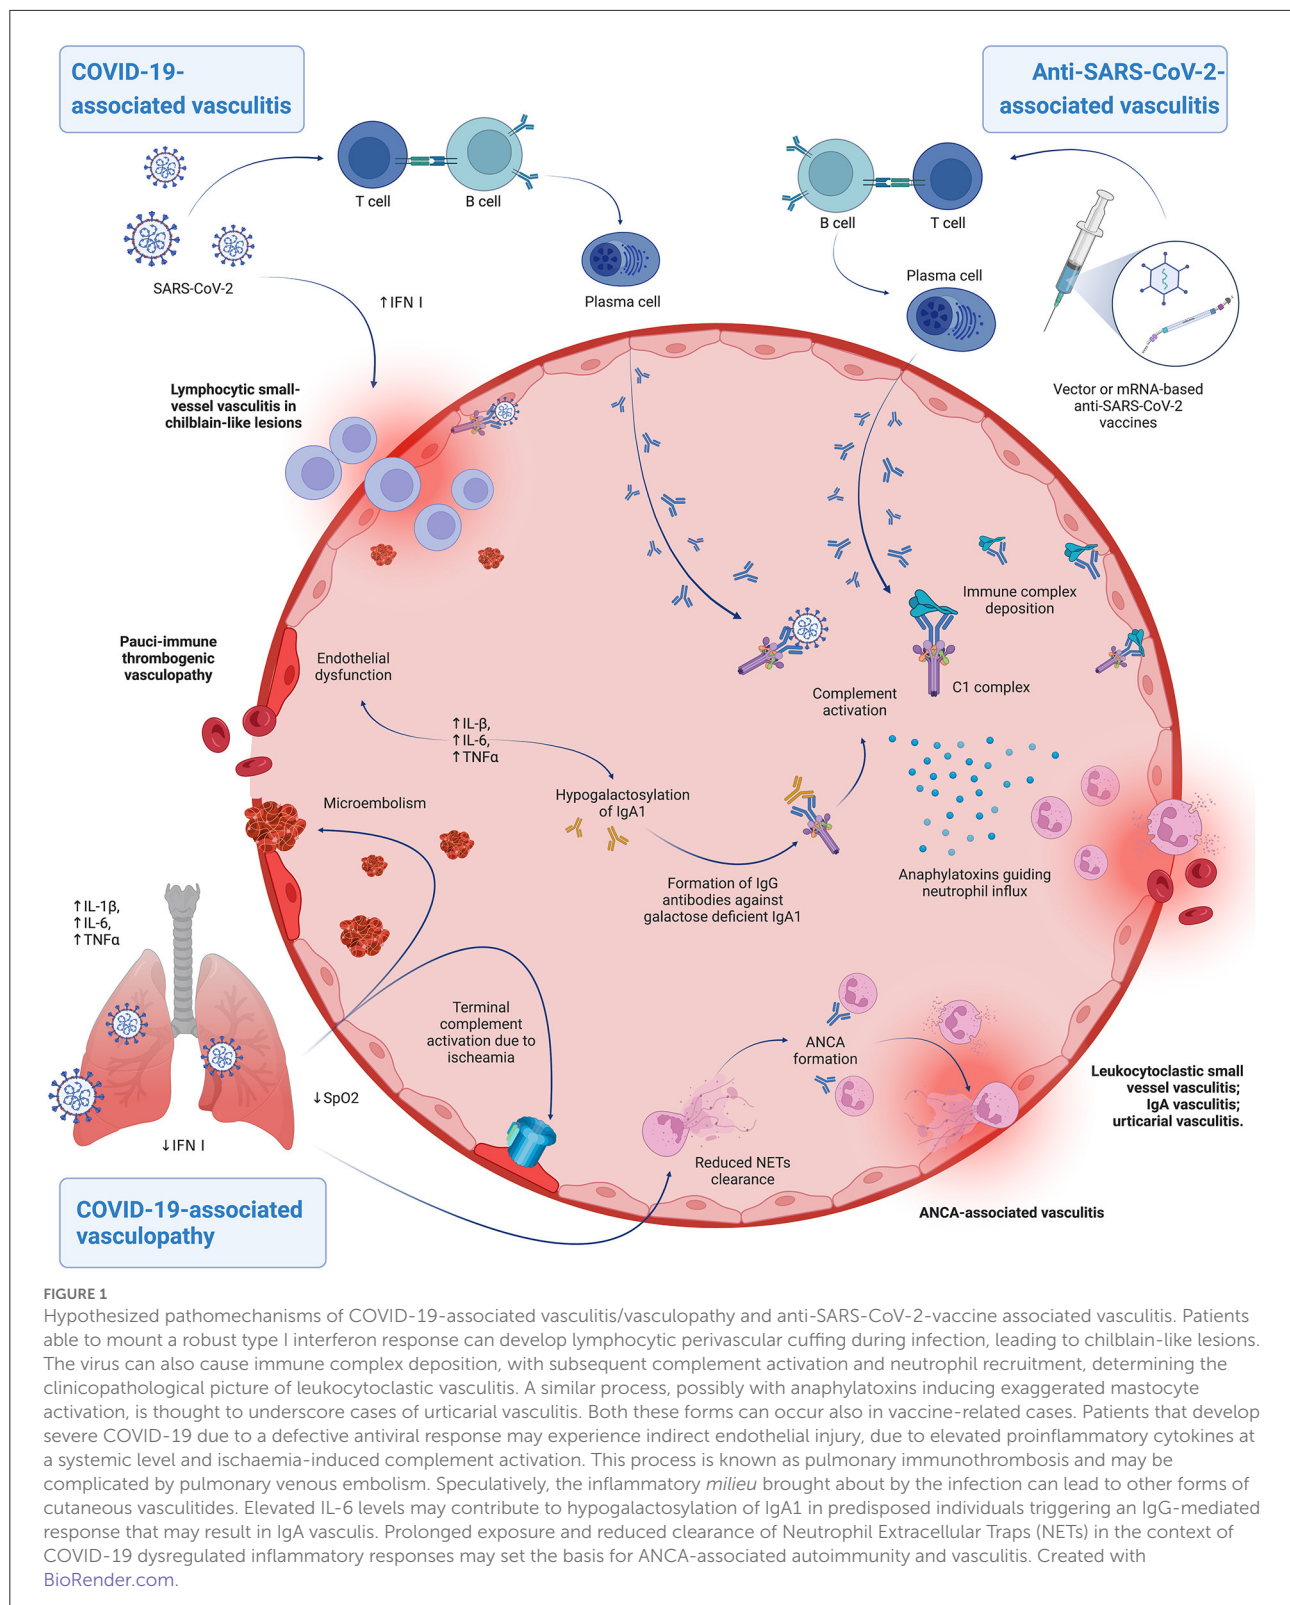 COVID-19-
associated vasculitis
Anti-SARS-CoV-2-
associated vasculitis
T cell
B cell
B cell
T cell
SARS-CoV-2
↑IFN I
Plasma cell
Plasma cell
Vector or mRNA-based
anti-SARS-CoV-2
vaccines
Lymphocytic small-
vessel vasculitis in
chilblain-like lesions
Immune complex
deposition
Pauci-immune
thrombogenic
vasculopathy
Endothelial
dysfunction
C1 complex
Complement
activation
↑IL-β,
↑IL-6,
↑TNFα
Hypogalactosylation
of IgA1
Microembolism
Formation of IgG
antibodies against
galactose deficient IgA1
Anaphylatoxins guiding
neutrophil influx
↑IL-1β,
↑IL-6,
↑TNFα
Terminal
complement
activation due to
ischeamia
ANCA
formation
Leukocytoclastic small
vessel vasculitis;
IgA vasculitis;
urticarial vasculitis.
↓SpO2
↓IFN I
Reduced NETs
clearance
COVID-19-associated
vasculopathy
ANCA-associated vasculitis
FIGURE 1
Hypothesized pathomechanisms of COVID-19-associated vasculitis/vasculopathy and anti-SARS-CoV-2-vaccine associated vasculitis. Patients
able to mount a robust type I interferon response can develop lymphocytic perivascular cuffing during infection, leading to chilblain-like lesions.
The virus can also cause immune complex deposition, with subsequent complement activation and neutrophil recruitment, determining the
clinicopathological picture of leukocytoclastic vasculitis. A similar process, possibly with anaphylatoxins inducing exaggerated mastocyte
activation, is thought to underscore cases of urticarial vasculitis. Both these forms can occur also in vaccine-related cases. Patients that develop
severe COVID-19 due to a defective antiviral response may experience indirect endothelial injury, due to elevated proinflammatory cytokines at
a systemic level and ischaemia-induced complement activation. This process is known as pulmonary immunothrombosis and may be
complicated by pulmonary venous embolism. Speculatively, the inflammatory milieu brought about by the infection can lead to other forms of
cutaneous vasculitides. Elevated IL-6 levels may contribute to hypogalactosylation of IgA1 in predisposed individuals triggering an IgG-mediated
response that may result in IgA vasculis. Prolonged exposure and reduced clearance of Neutrophil Extracellular Traps (NETs) in the context of
COVID-19 dysregulated inflammatory responses may set the basis for ANCA-associated autoimmunity and vasculitis. Created with
BioRender.com.